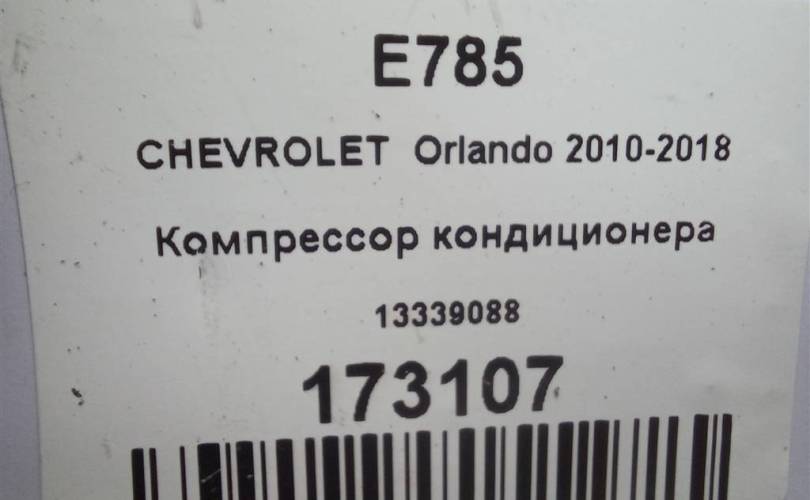 E785
CHEVROLET Orlando 2010-2018
Компрессор кондиционера
13339088
173107